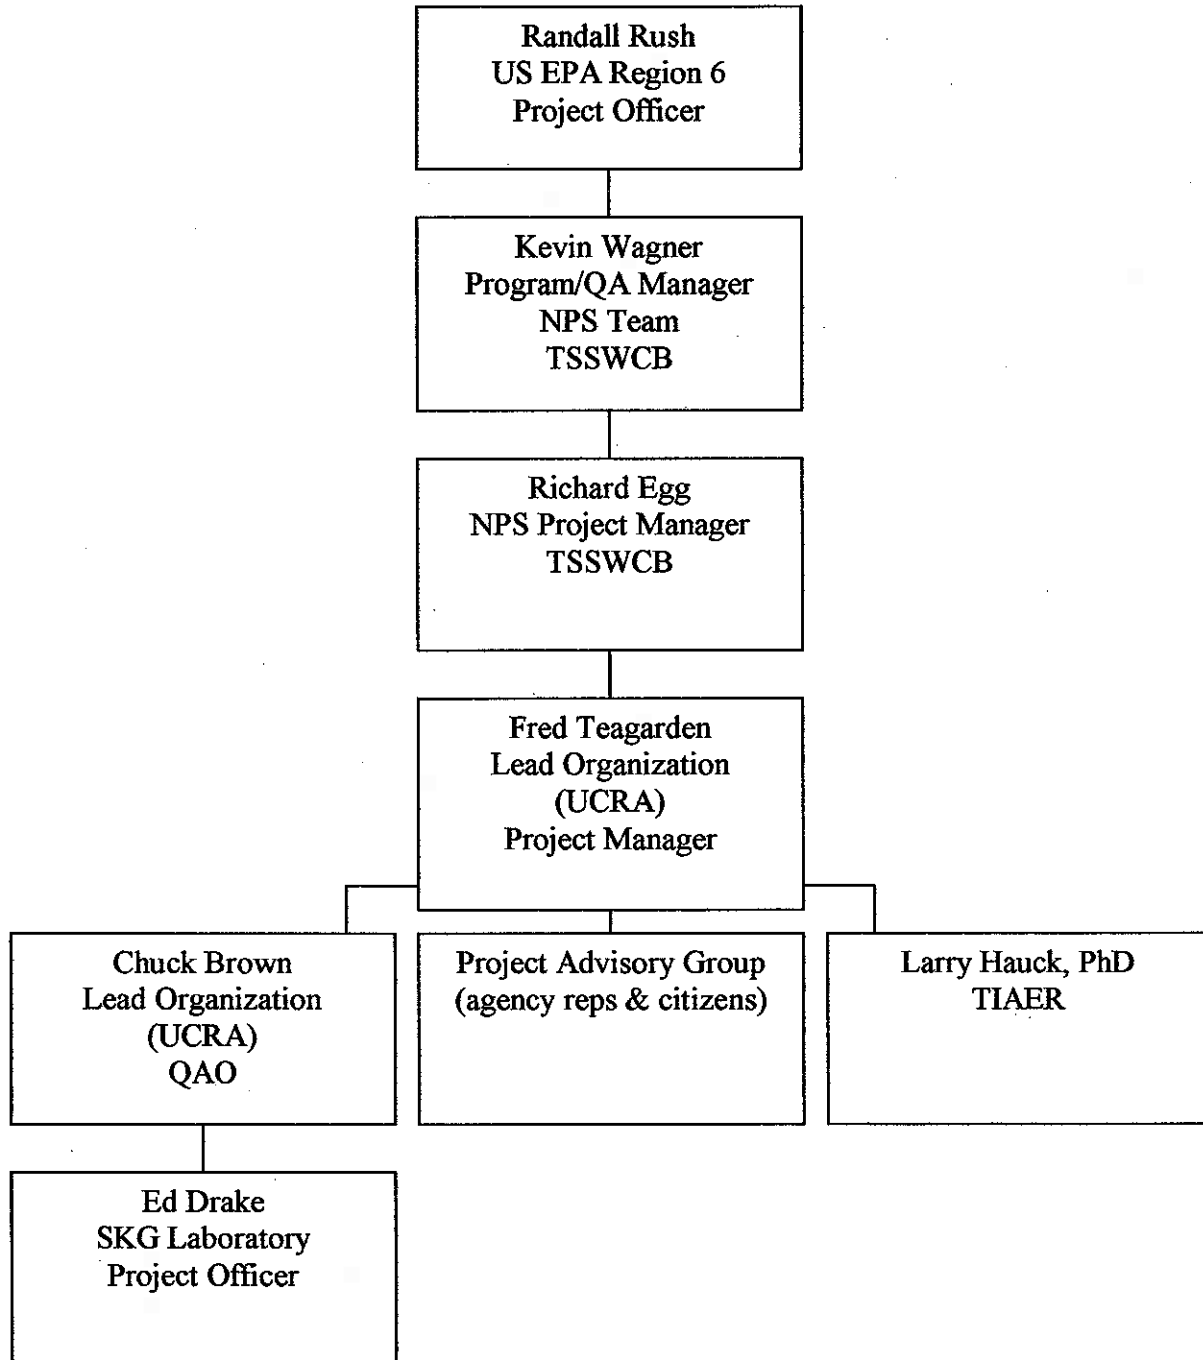 Randall Rush
US EPA Region 6
Project Officer
Kevin Wagner
Program/QA Manager
NPS Team
TSSWCB
Richard Egg
NPS Project Manager
TSSWCB
Fred Teagarden
Lead Organization
(UCRA)
Project Manager
Chuck Brown
Lead Organization
(UCRA)
QAO
Project Advisory Group
(agency reps & citizens)
Larry Hauck, PhD
TIAER
Ed Drake
SKG Laboratory
Project Officer